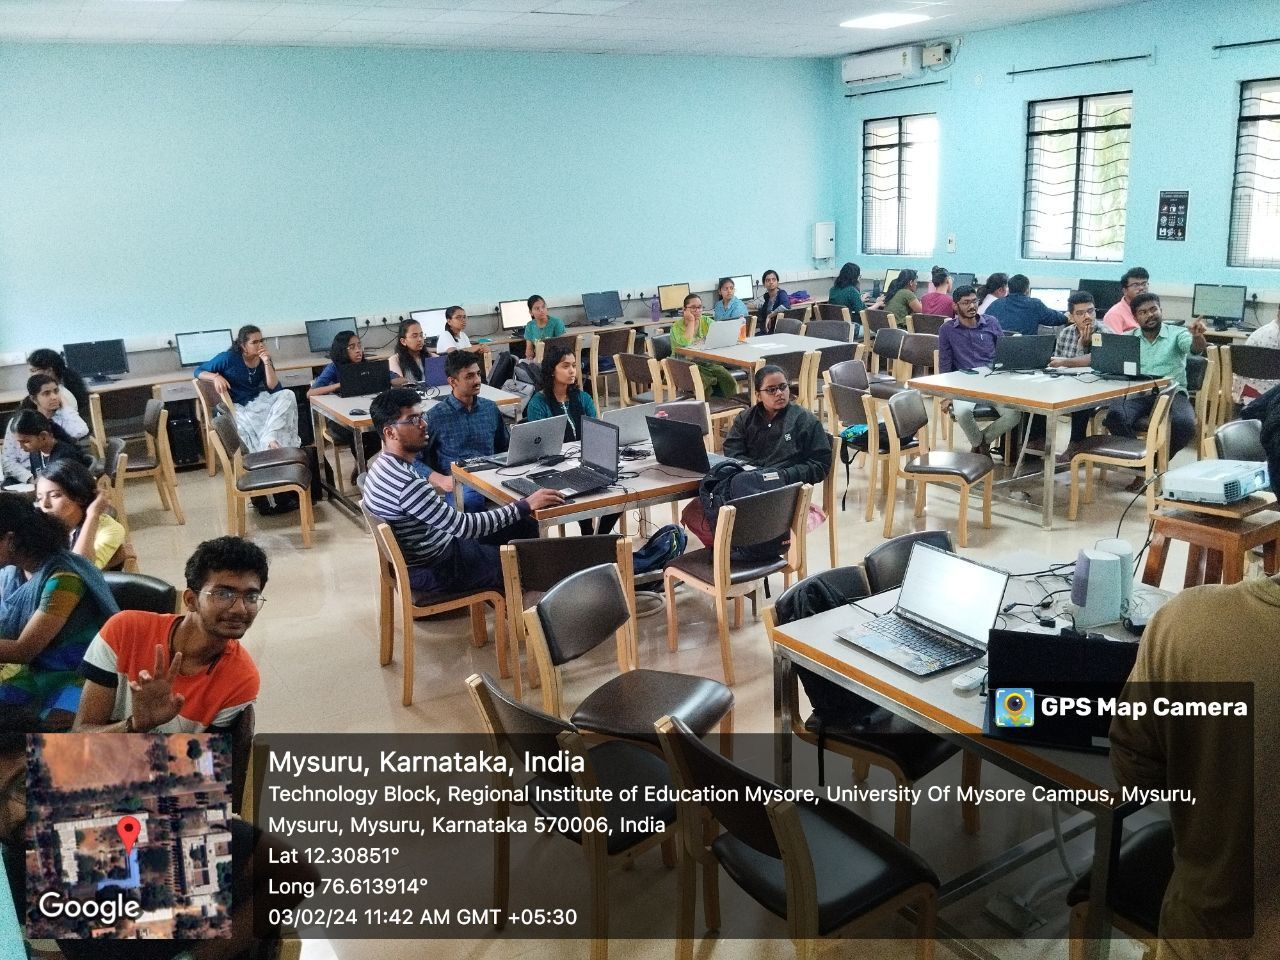 GPS Map Camera
Mysuru, Karnataka, India
Technology Block, Regional Institute of Education Mysore, University Of Mysore Campus, Mysuru,
Mysuru, Mysuru, Karnataka 570006, India
Lat 12.30851°
Long 76.613914°
03/02/24 11:42 AM GMT +05:30
Google